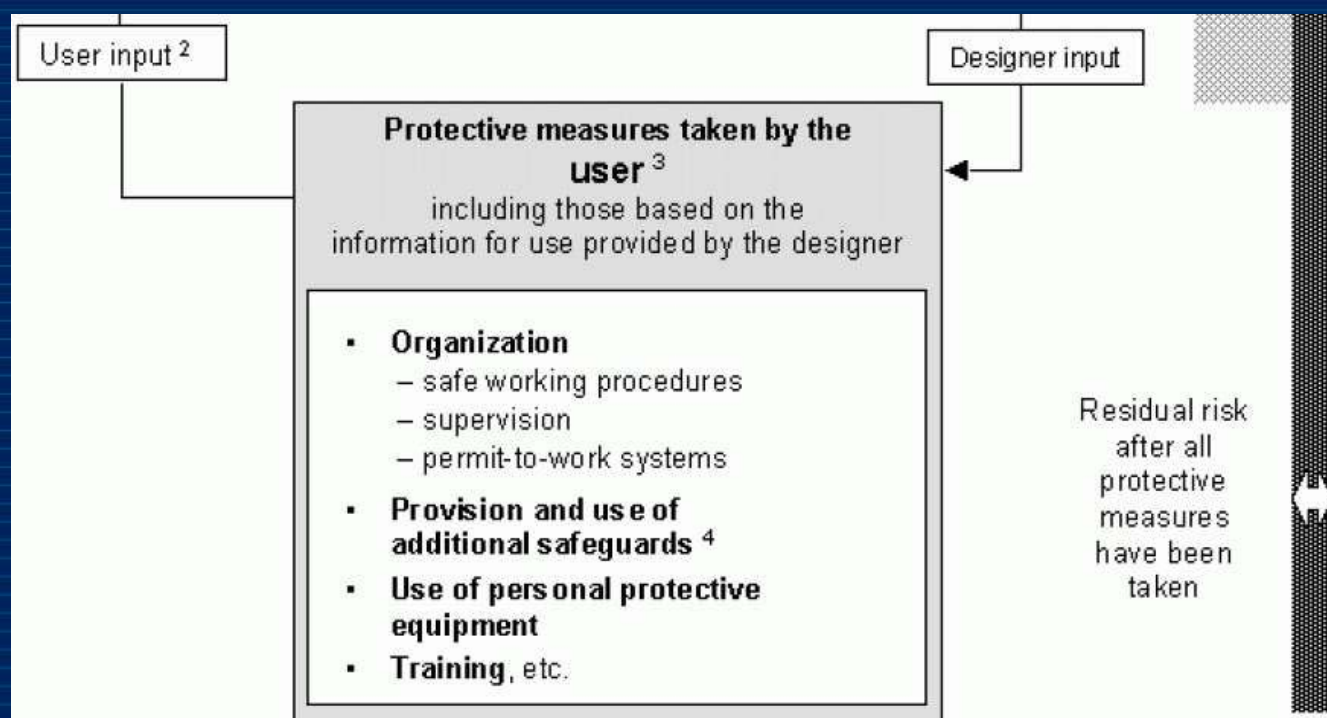 User input ²
Designer input
Protective measures taken by the
user ³
including those based on the
information for use provided by the designer
▪ Organization
– safe working procedures
– supervision
– permit-to-work systems
▪ Provision and use of
additional safeguards ⁴
▪ Use of personal protective
equipment
▪ Training, etc.
Residual risk
after all
protective
measures
have been
taken